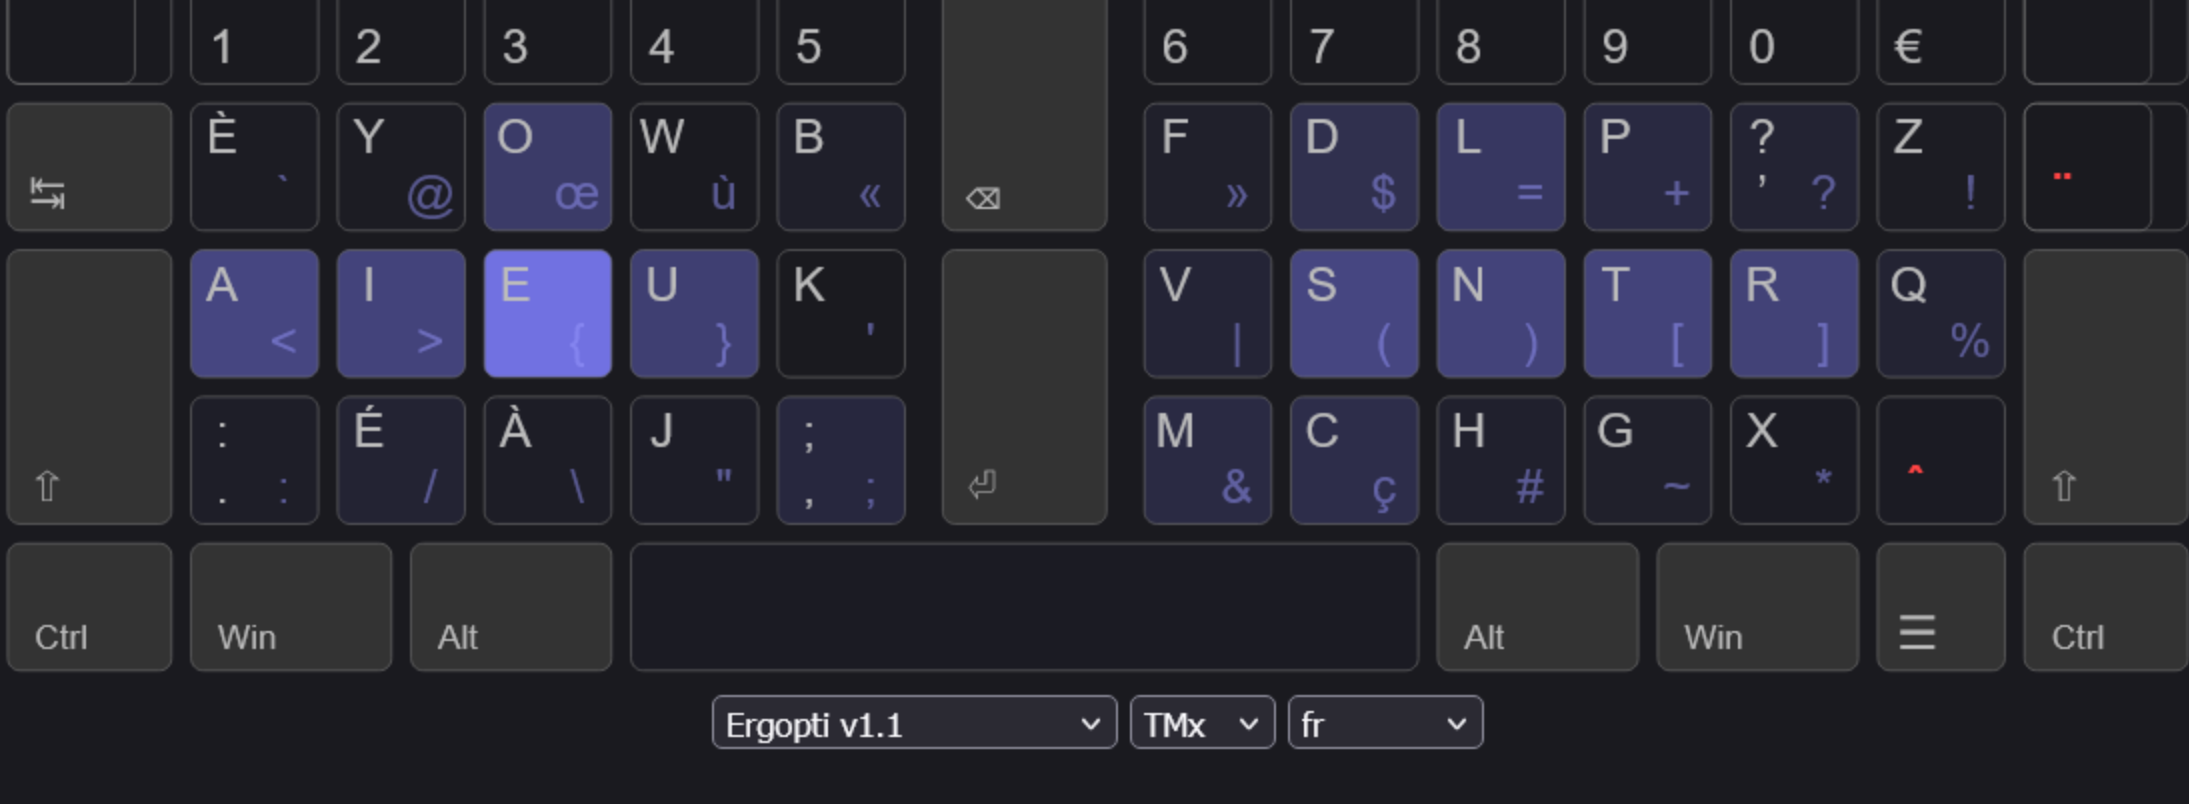 1 2 3 4 5 6 7 8 9 0 €
È ` Y @ O œ W ù B « ⌫ F » D $ L = P + ? ’ ? Z ! ¨
A < I > E { U } K ' V | S ( N ) T [ R ] Q %
: . : É / À \ J " ; , ; M & C ç H # G ~ X * ^
Ctrl Win Alt Alt Win ☰ Ctrl
Ergopti v1.1 TMx fr